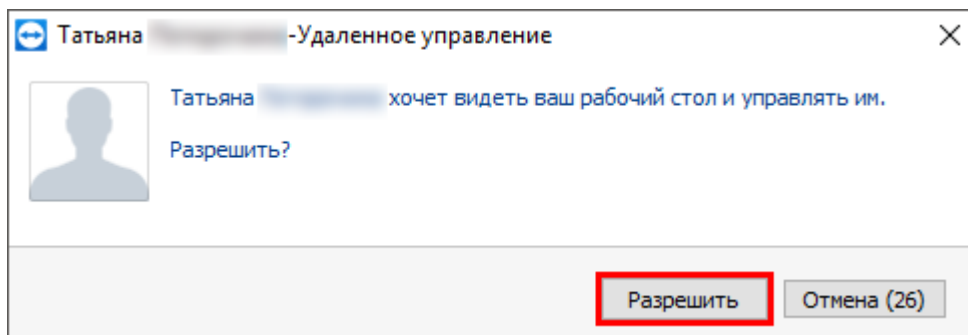 Татьяна -Удаленное управление
Татьяна хочет видеть ваш рабочий стол и управлять им.
Разрешить?
Разрешить
Отмена (26)